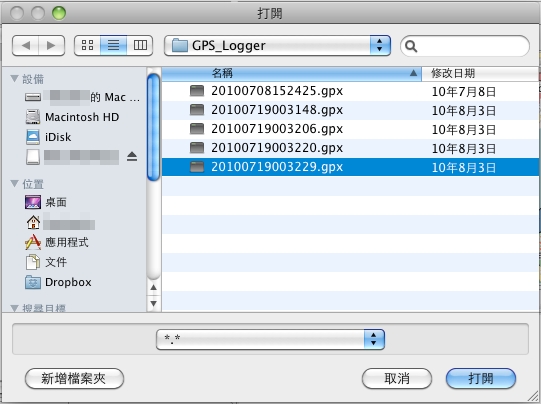 打開
GPS_Logger
名稱 修改日期
20100708152425.gpx 10年7月8日
20100719003148.gpx 10年8月3日
20100719003206.gpx 10年8月3日
20100719003220.gpx 10年8月3日
20100719003229.gpx 10年8月3日
設備
的 Mac ...
Macintosh HD
iDisk
位置
桌面
應用程式
文件
Dropbox
搜尋目標
*.*
新增檔案夾 取消 打開